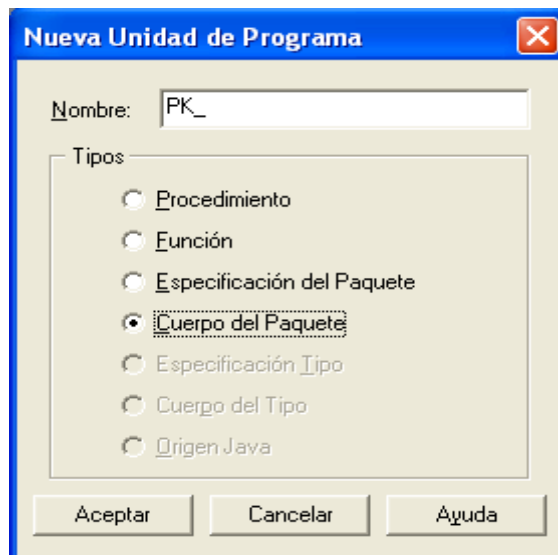 Nueva Unidad de Programa
Nombre: PK_
Tipos
Procedimiento
Función
Especificación del Paquete
Cuerpo del Paquete
Especificación Tipo
Cuerpo del Tipo
Origen Java
Aceptar Cancelar Ayuda